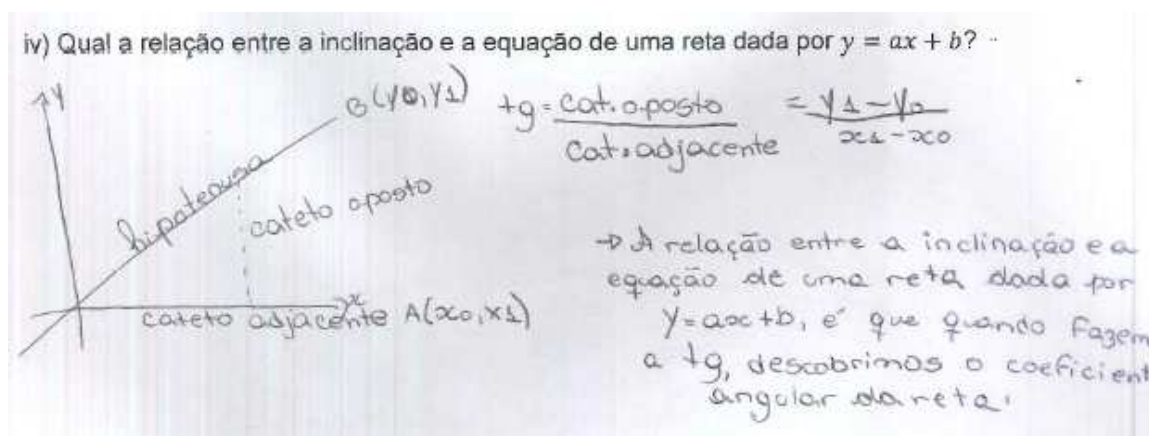 iv) Qual a relação entre a inclinação e a equação de uma reta dada por y = ax + b?
y
B(y0,y1)
hipotenusa
cateto oposto
x
cateto adjacente A(x0,x1)
tg = cat. oposto / cat. adjacente = y1-y0 / x1-x0
→ A relação entre a inclinação e a
equação de uma reta dada por
y=ax+b, é que quando fazem
a tg, descobrimos o coeficient
angular da reta.